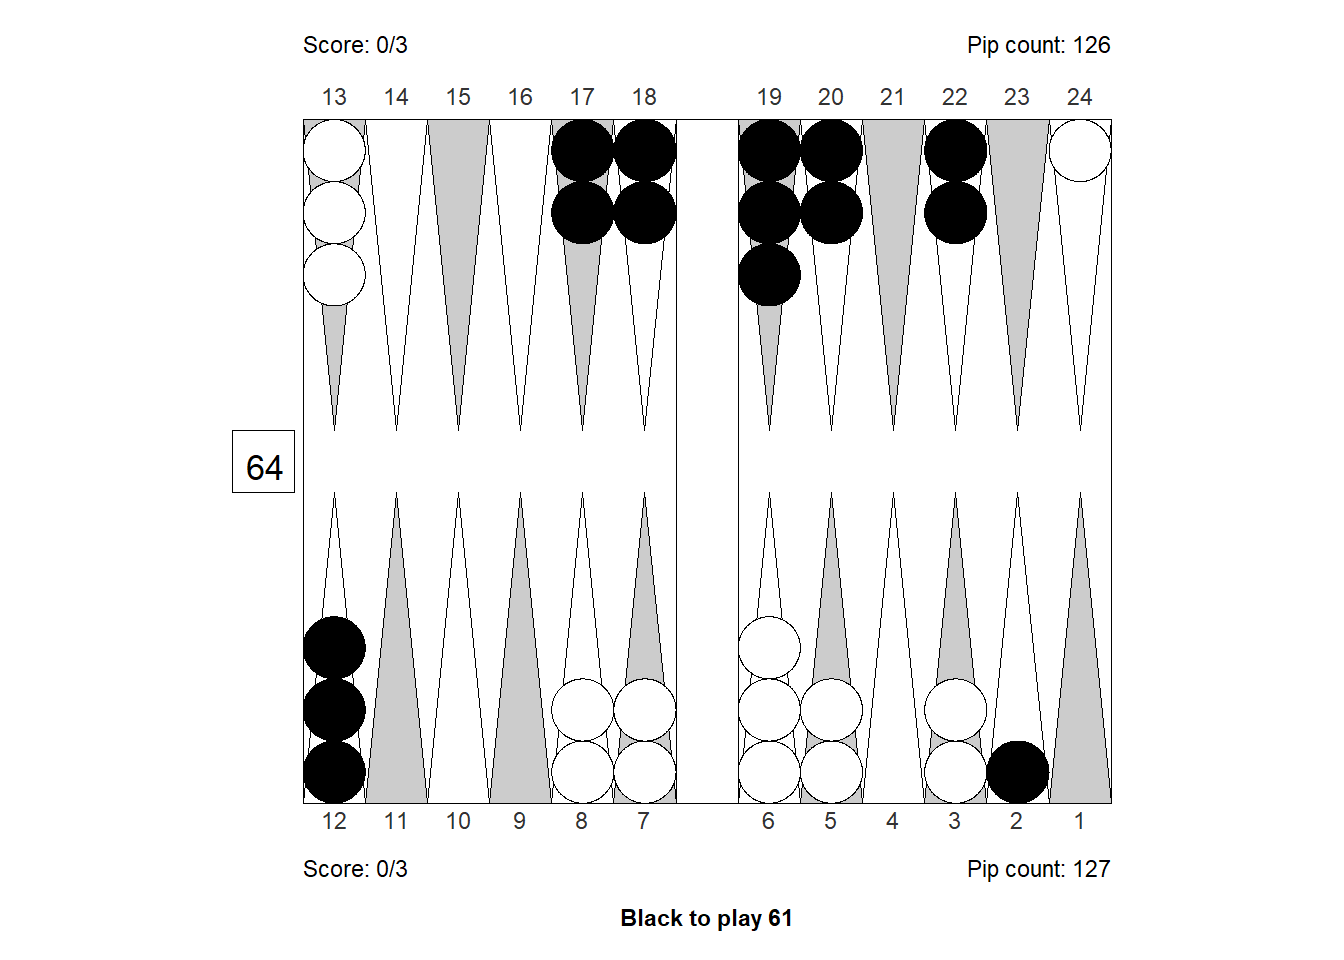 Score: 0/3 Pip count: 126
13 14 15 16 17 18 19 20 21 22 23 24
64
12 11 10 9 8 7 6 5 4 3 2 1
Score: 0/3 Pip count: 127
Black to play 61